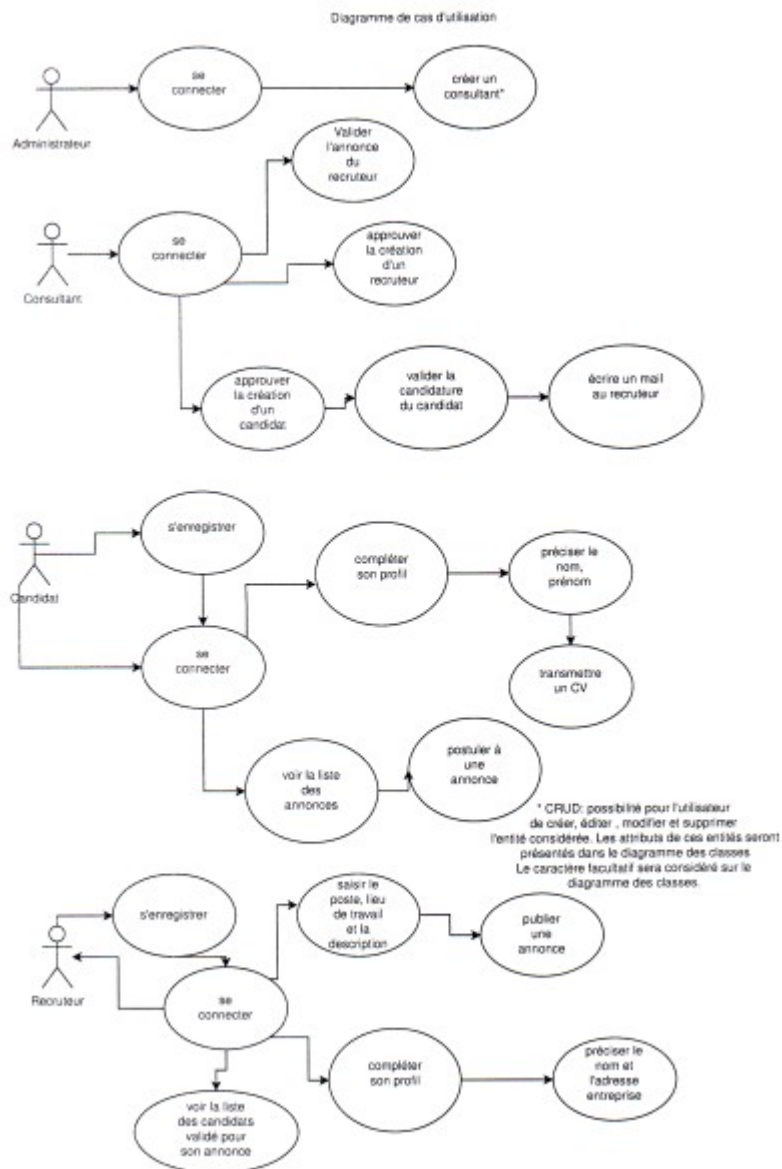 Diagramme de cas d'utilisation
se
connecter
créer un
consultant*
Administrateur
Valider
l'annonce
du
recruteur
se
connecter
approuver
la création
d'un
recruteur
Consultant
approuver
la création
d'un
candidat
valider la
candidature
du candidat
écrire un mail
au recruteur
s'enregistrer
compléter
son profil
préciser le
nom,
prénom
Candidat
se
connecter
transmettre
un CV
voir la liste
des
annonces
postuler à
une
annonce
* CRUD: possibilité pour l'utilisateur
de créer, éditer , modifier et supprimer
l'entité considérée. Les attributs de ces entités seront
présentés dans le diagramme des classes
Le caractère facultatif sera considéré sur le
diagramme des classes.
s'enregistrer
saisir le
poste, lieu
de travail
et la
description
publier
une
annonce
Recruteur
se
connecter
compléter
son profil
préciser le
nom et
l'adresse
entreprise
voir la liste
des candidats
validé pour
son annonce